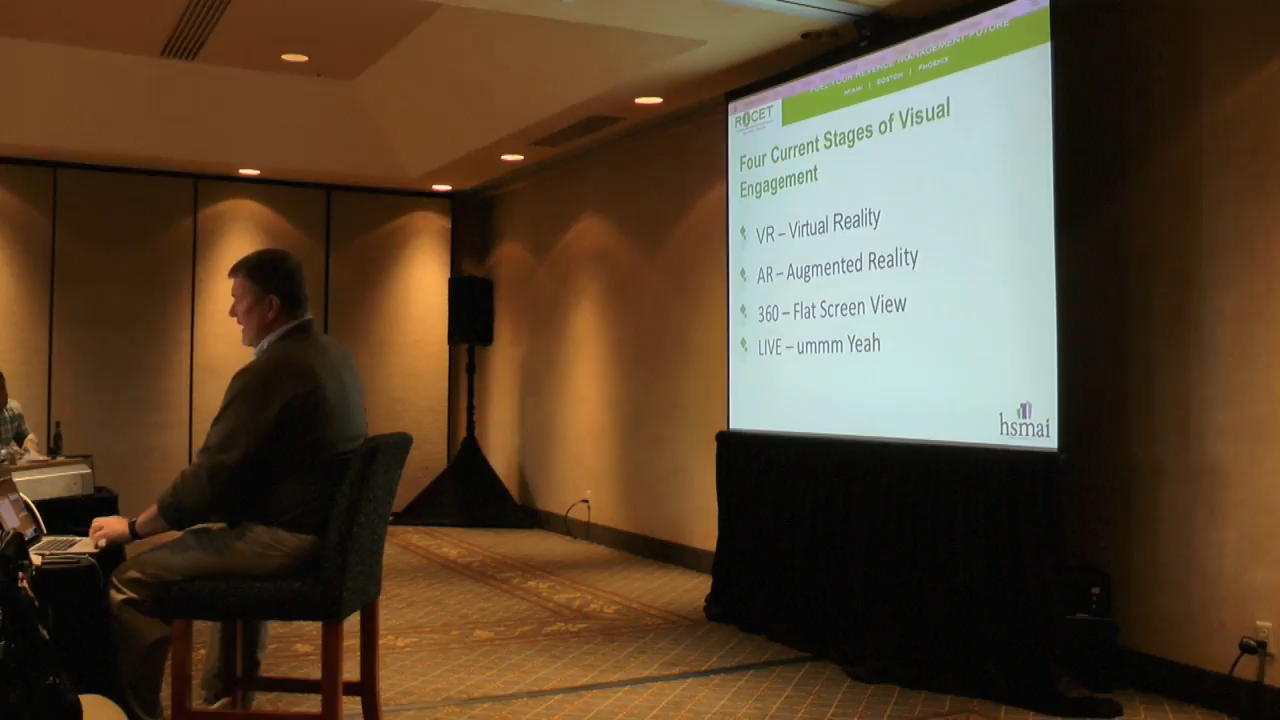 FUEL YOUR REVENUE MANAGEMENT FUTURE
MIAMI | BOSTON | PHOENIX
ROCET
Four Current Stages of Visual
Engagement
VR – Virtual Reality
AR – Augmented Reality
360 – Flat Screen View
LIVE – ummm Yeah
hsmai